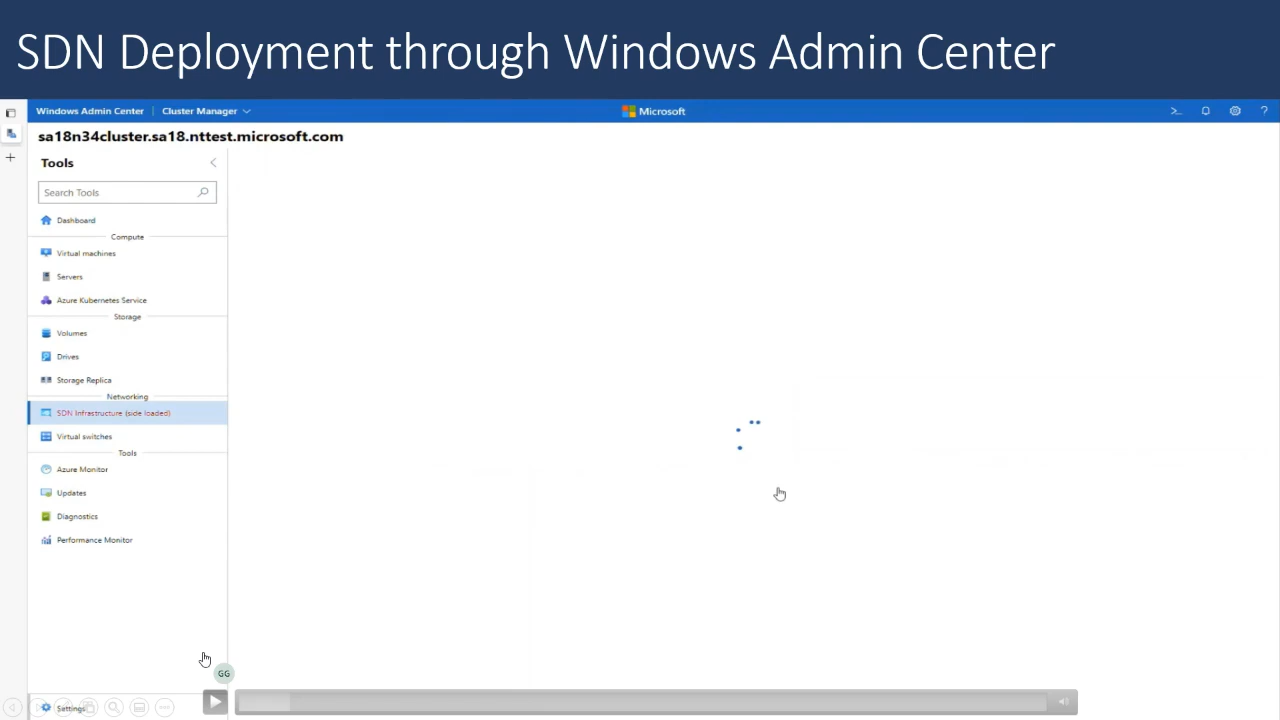 SDN Deployment through Windows Admin Center
Windows Admin Center
Cluster Manager
Microsoft
>_
?
sa18n34cluster.sa18.nttest.microsoft.com
Tools
Search Tools
Dashboard
Compute
Virtual machines
Servers
Azure Kubernetes Service
Storage
Volumes
Drives
Storage Replica
Networking
SDN Infrastructure (side loaded)
Virtual switches
Tools
Azure Monitor
Updates
Diagnostics
Performance Monitor
GG
Settings